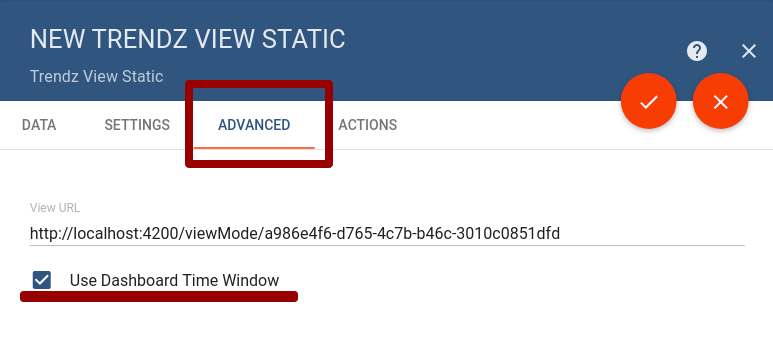 NEW TRENDZ VIEW STATIC
?
Trendz View Static
DATA SETTINGS ADVANCED ACTIONS
View URL
http://localhost:4200/viewMode/a986e4f6-d765-4c7b-b46c-3010c0851dfd
Use Dashboard Time Window